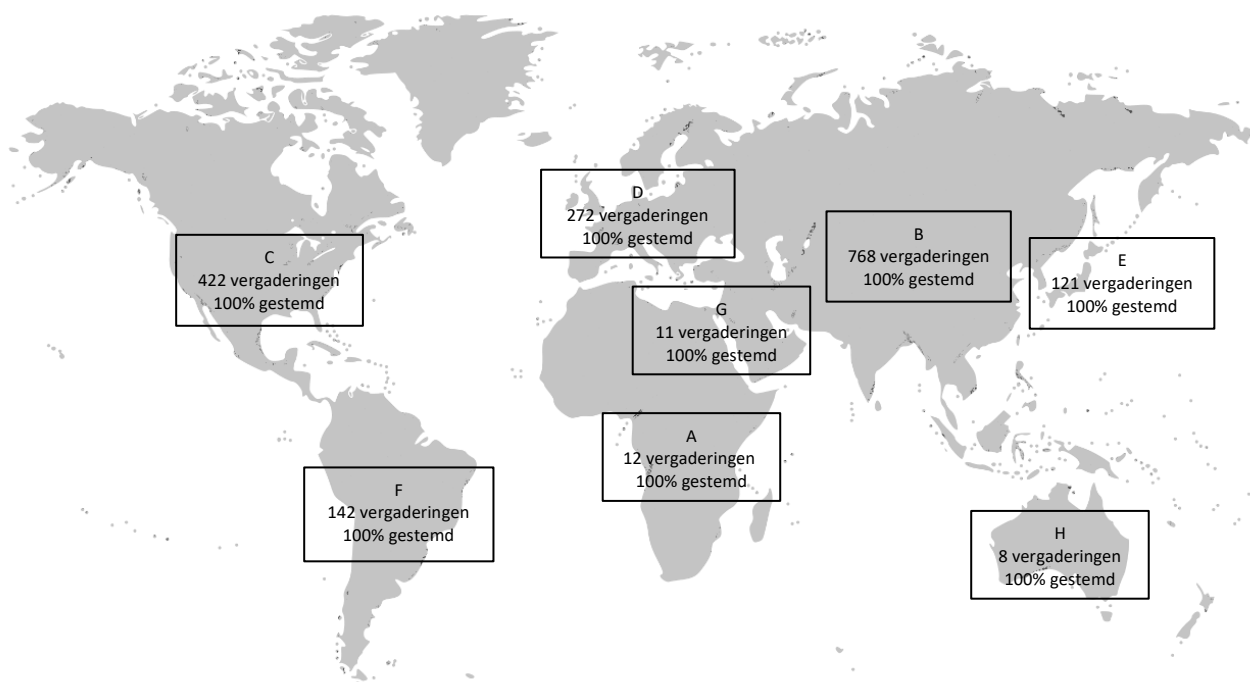 D
272 vergaderingen
100% gestemd
B
768 vergaderingen
100% gestemd
C
422 vergaderingen
100% gestemd
E
121 vergaderingen
100% gestemd
G
11 vergaderingen
100% gestemd
A
12 vergaderingen
100% gestemd
F
142 vergaderingen
100% gestemd
H
8 vergaderingen
100% gestemd